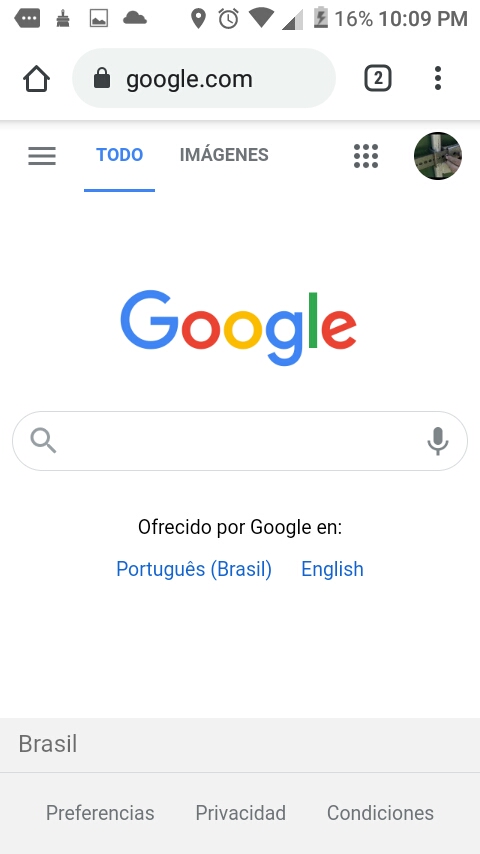 16% 10:09 PM
google.com 2
TODO IMÁGENES
Google
Ofrecido por Google en:
Português (Brasil) English
Brasil
Preferencias Privacidad Condiciones